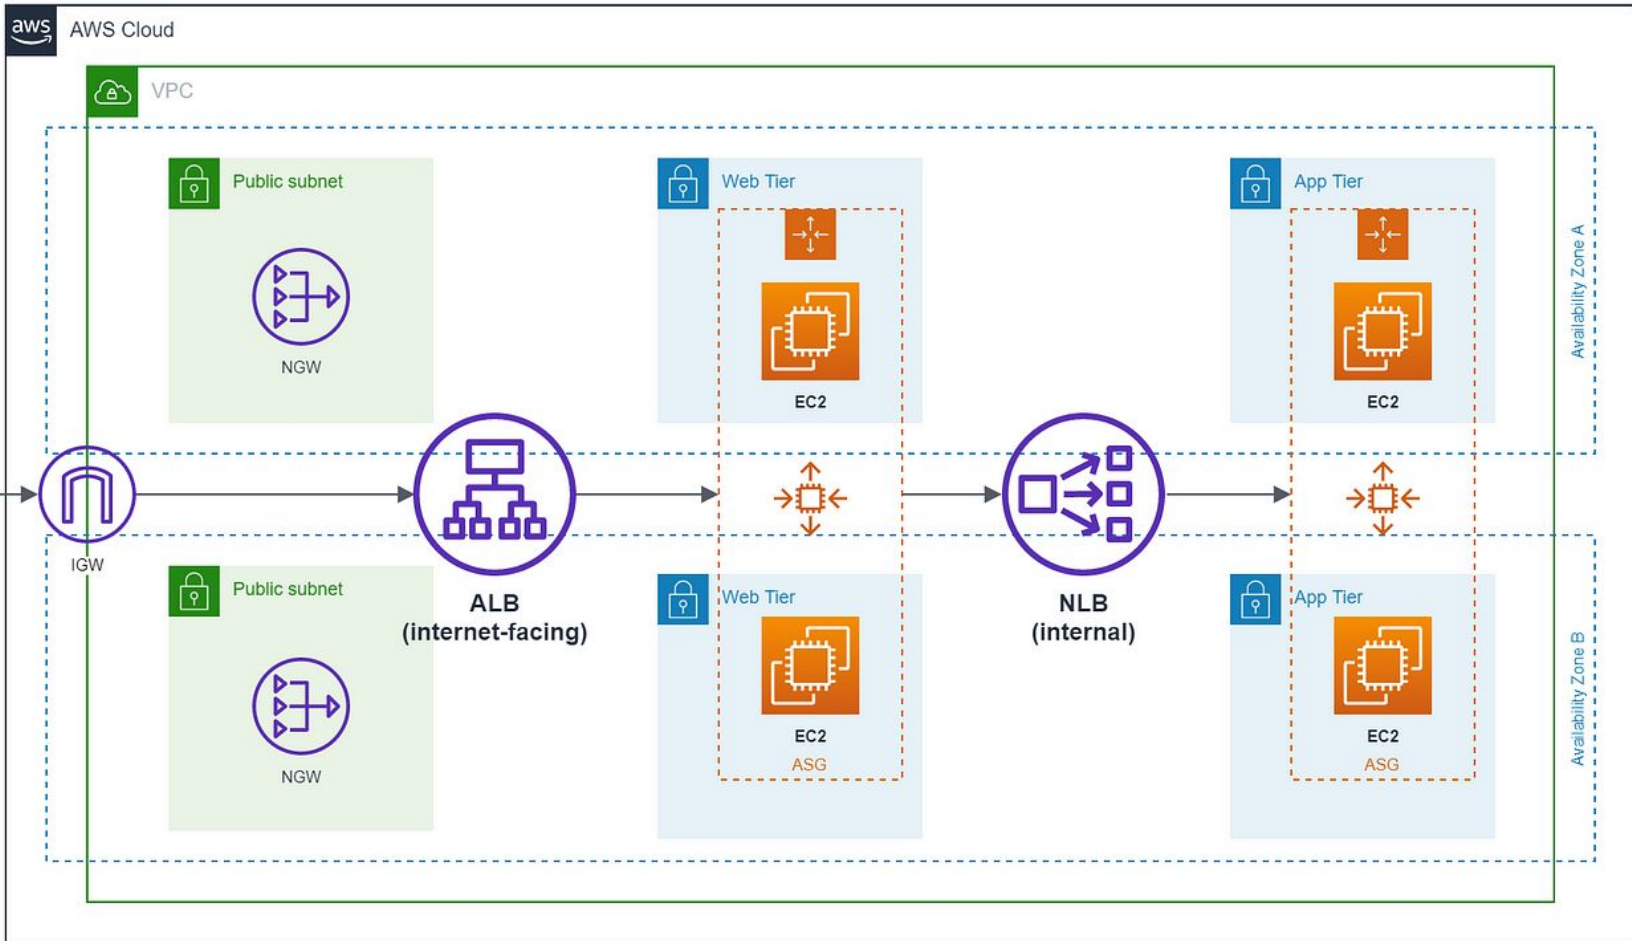 aws
AWS Cloud
VPC
Public subnet
Web Tier
App Tier
NGW
EC2
EC2
Availability Zone A
IGW
Public subnet
ALB
(internet-facing)
Web Tier
NLB
(internal)
App Tier
NGW
EC2
ASG
EC2
ASG
Availability Zone B